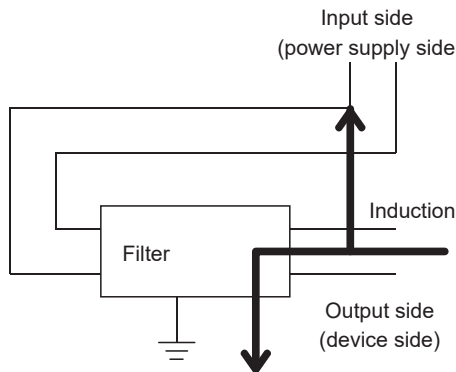 Input side
(power supply side
Induction
Filter
Output side
(device side)